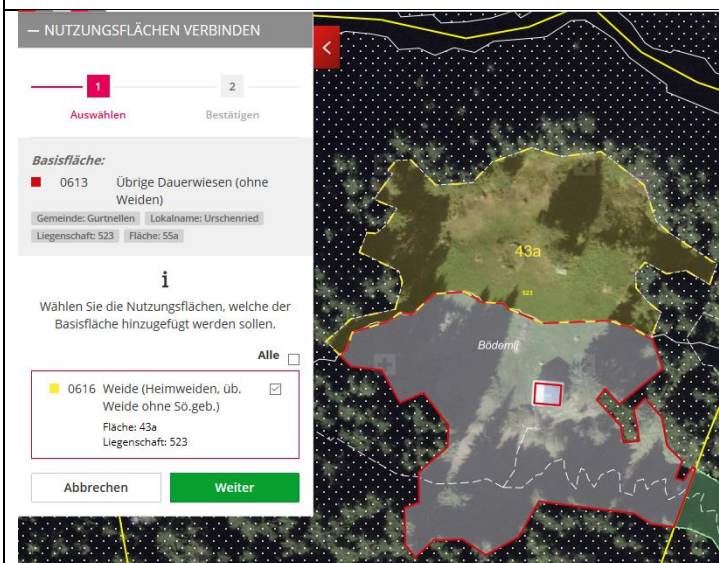 — NUTZUNGSFLÄCHEN VERBINDEN
<
1
2
Auswählen
Bestätigen
Basisfläche:
0613 Übrige Dauerwiesen (ohne
Weiden)
Gemeinde: Gurtnellen Lokalname: Urschenried
Liegenschaft: 523 Fläche: 55a
i
Wählen Sie die Nutzungsflächen, welche der
Basisfläche hinzugefügt werden sollen.
Alle
0616 Weide (Heimweiden, üb.
Weide ohne Sö.geb.)
Fläche: 43a
Liegenschaft: 523
Abbrechen
Weiter
43a
523